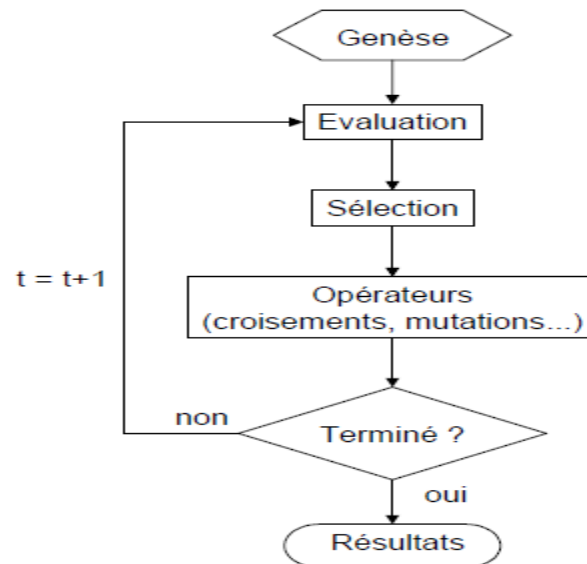 Genèse
Evaluation
Sélection
t = t+1
Opérateurs
(croisements, mutations...)
non
Terminé ?
oui
Résultats